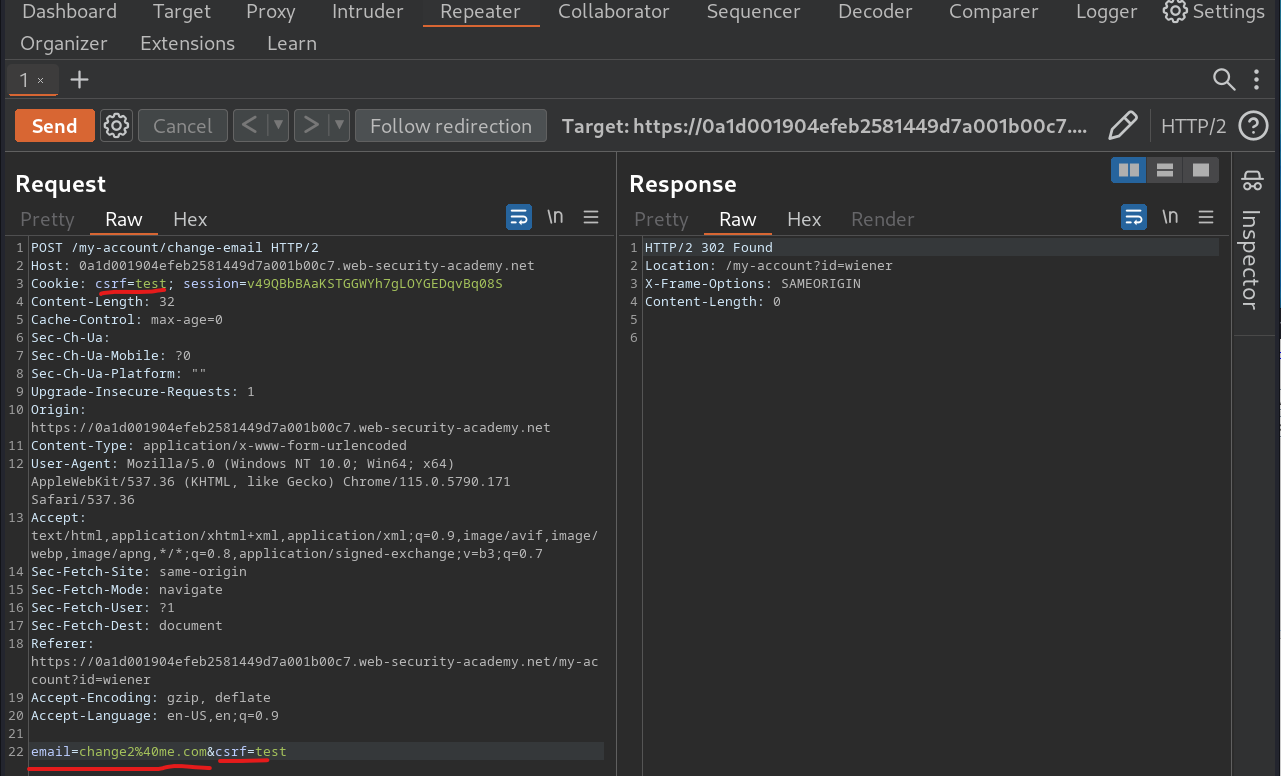 Dashboard Target Proxy Intruder Repeater Collaborator Sequencer Decoder Comparer Logger Settings
Organizer Extensions Learn
1 × +
Send Cancel < > Follow redirection Target: https://0a1d001904efeb2581449d7a001b00c7.... HTTP/2 ?
Request
Pretty Raw Hex \n
1 POST /my-account/change-email HTTP/2
2 Host: 0a1d001904efeb2581449d7a001b00c7.web-security-academy.net
3 Cookie: csrf=test; session=v49QBbBAaKSTGGWYh7gLOYGEDqvBq08S
4 Content-Length: 32
5 Cache-Control: max-age=0
6 Sec-Ch-Ua:
7 Sec-Ch-Ua-Mobile: ?0
8 Sec-Ch-Ua-Platform: ""
9 Upgrade-Insecure-Requests: 1
10 Origin:
https://0a1d001904efeb2581449d7a001b00c7.web-security-academy.net
11 Content-Type: application/x-www-form-urlencoded
12 User-Agent: Mozilla/5.0 (Windows NT 10.0; Win64; x64)
AppleWebKit/537.36 (KHTML, like Gecko) Chrome/115.0.5790.171
Safari/537.36
13 Accept:
text/html,application/xhtml+xml,application/xml;q=0.9,image/avif,image/
webp,image/apng,*/*;q=0.8,application/signed-exchange;v=b3;q=0.7
14 Sec-Fetch-Site: same-origin
15 Sec-Fetch-Mode: navigate
16 Sec-Fetch-User: ?1
17 Sec-Fetch-Dest: document
18 Referer:
https://0a1d001904efeb2581449d7a001b00c7.web-security-academy.net/my-ac
count?id=wiener
19 Accept-Encoding: gzip, deflate
20 Accept-Language: en-US,en;q=0.9
21
22 email=change2%40me.com&csrf=test
Response
Pretty Raw Hex Render \n
1 HTTP/2 302 Found
2 Location: /my-account?id=wiener
3 X-Frame-Options: SAMEORIGIN
4 Content-Length: 0
5
6
Inspector